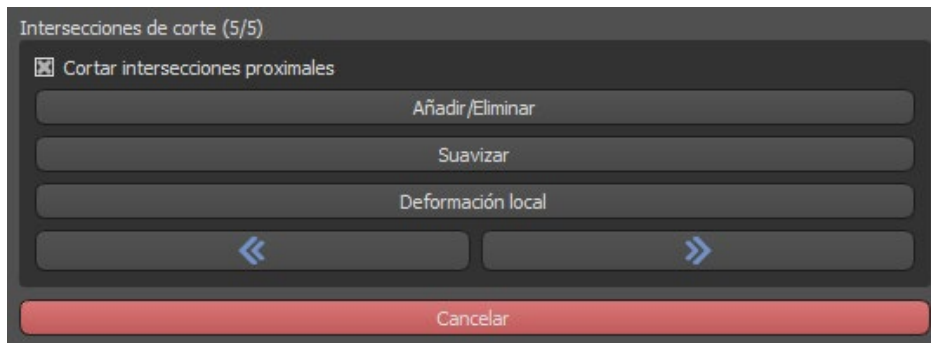 Intersecciones de corte (5/5)
Cortar intersecciones proximales
Añadir/Eliminar
Suavizar
Deformación local
Cancelar